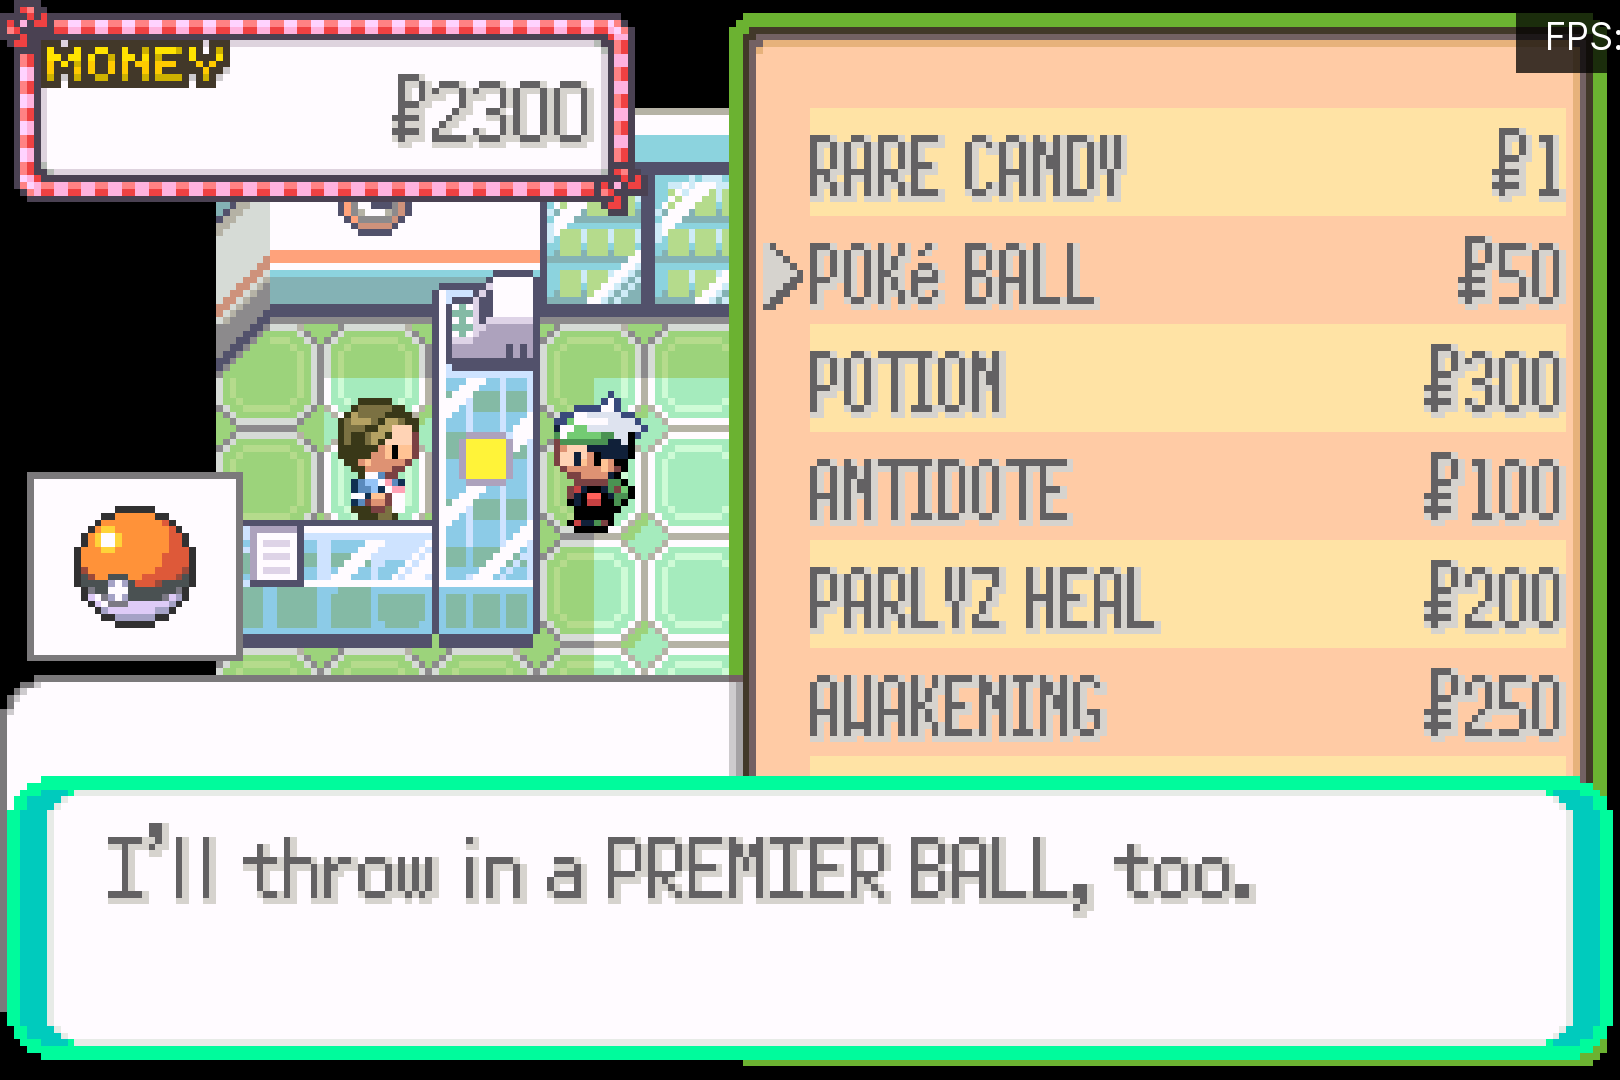 MONEY
₽2300
FPS:
RARE CANDY ₽1
POKé BALL ₽50
POTION ₽300
ANTIDOTE ₽100
PARLYZ HEAL ₽200
AWAKENING ₽250
I'll throw in a PREMIER BALL, too.